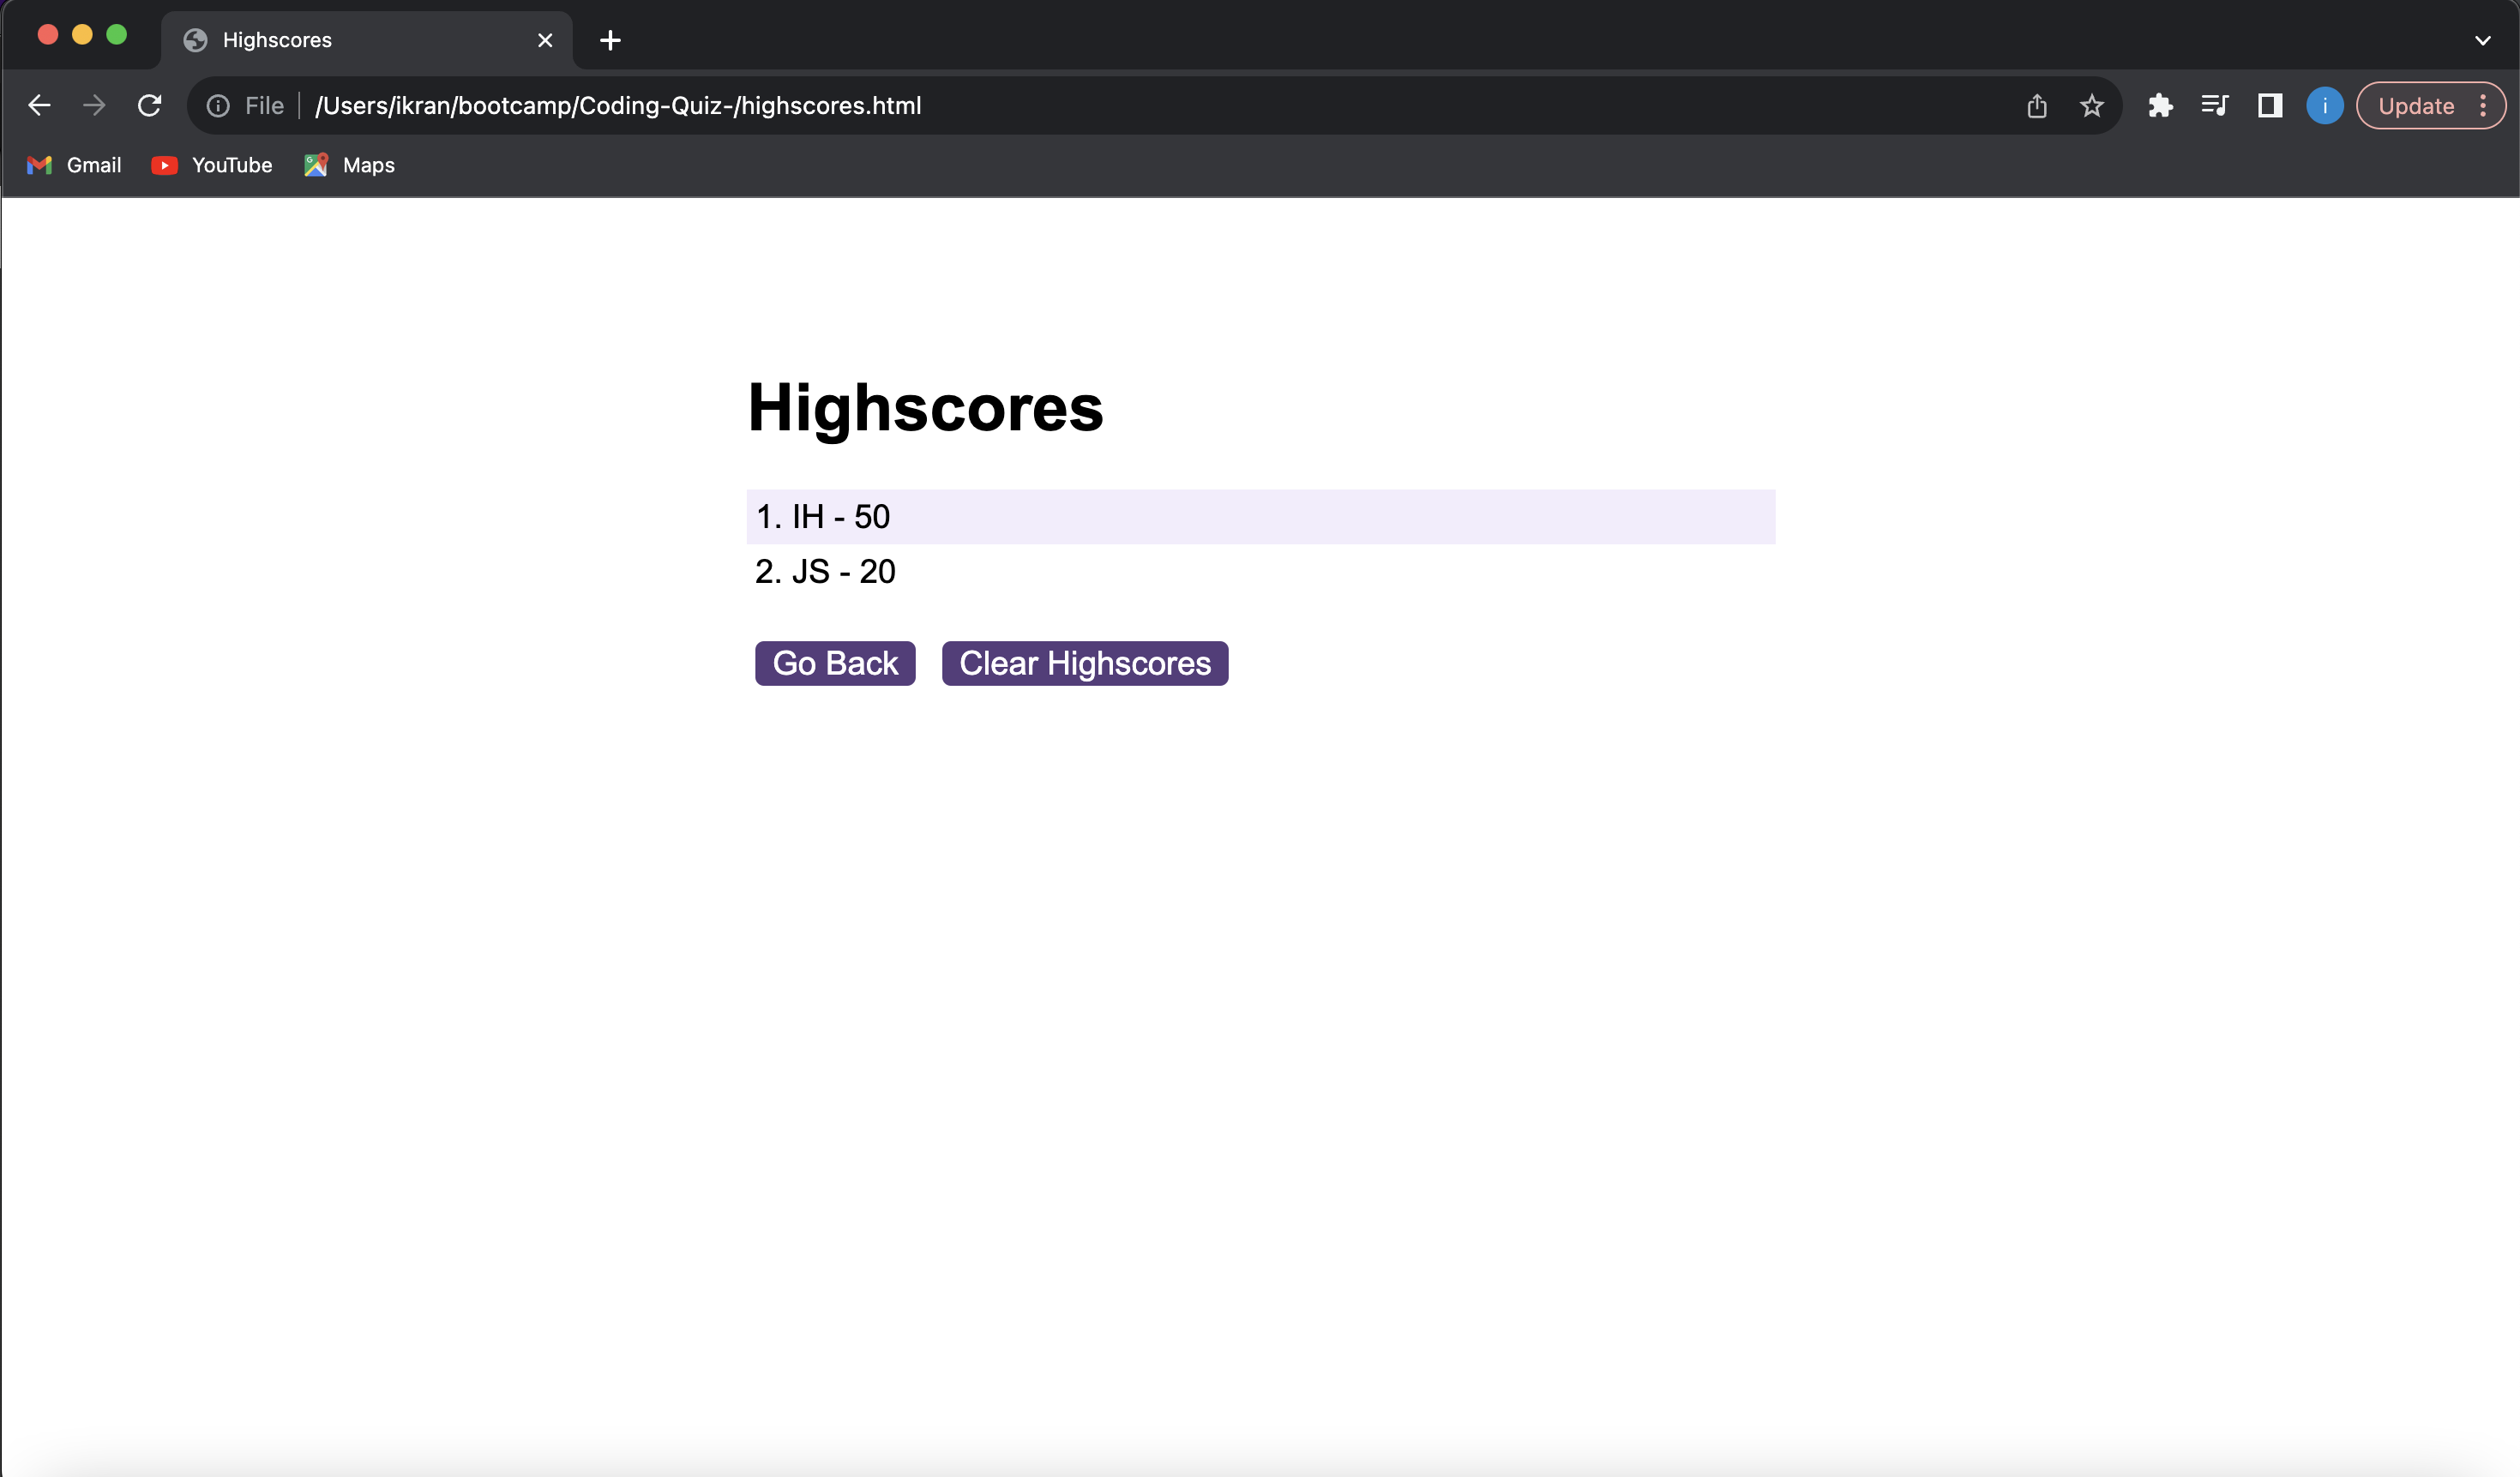 Highscores
File /Users/ikran/bootcamp/Coding-Quiz-/highscores.html i Update
Gmail YouTube Maps
Highscores
1. IH - 50
2. JS - 20
Go Back Clear Highscores